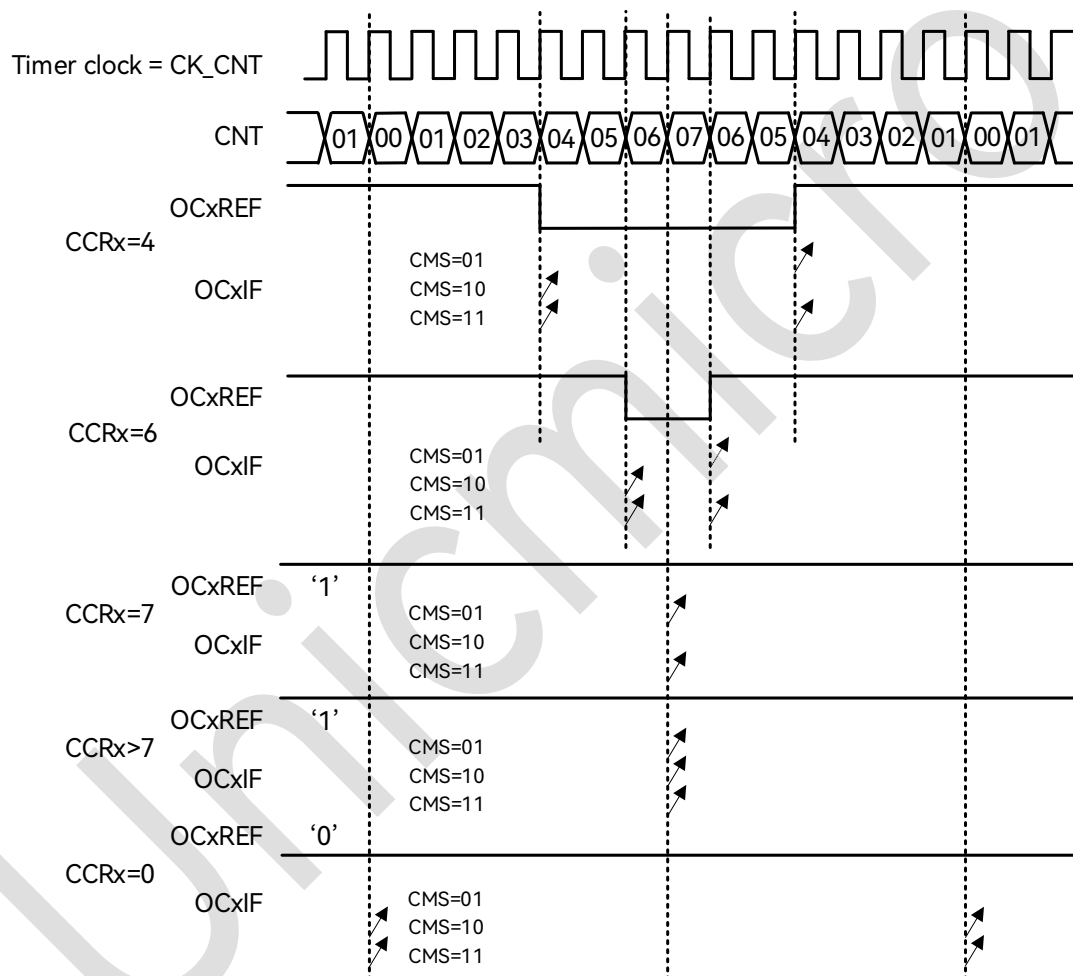 Timer clock = CK_CNT
CNT 01 00 01 02 03 04 05 06 07 06 05 04 03 02 01 00 01
OCxREF
CCRx=4
CMS=01
OCxIF
CMS=10
CMS=11
OCxREF
CCRx=6
CMS=01
OCxIF
CMS=10
CMS=11
OCxREF ‘1’
CCRx=7
CMS=01
OCxIF
CMS=10
CMS=11
OCxREF ‘1’
CCRx>7
CMS=01
OCxIF
CMS=10
CMS=11
OCxREF ‘0’
CCRx=0
CMS=01
OCxIF
CMS=10
CMS=11
Unicmicro